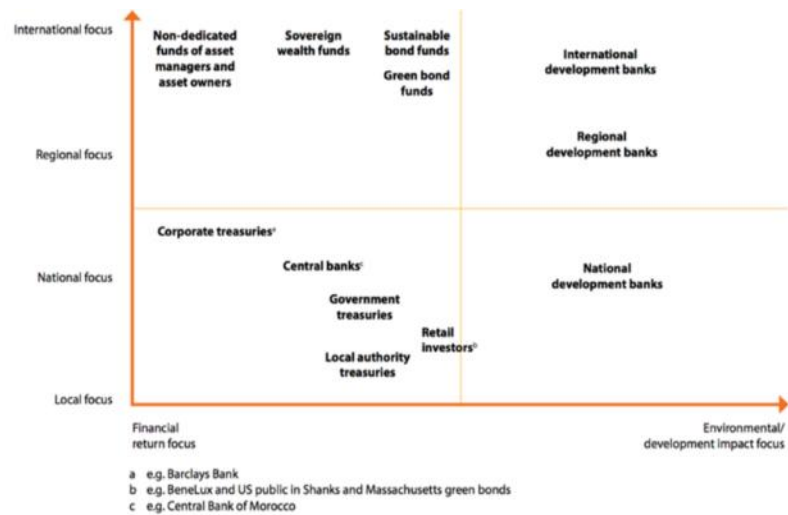 International focus
Non-dedicated
funds of asset
managers and
asset owners
Sovereign
wealth funds
Sustainable
bond funds
Green bond
funds
International
development banks
Regional focus
Regional
development banks
Corporate treasuriesᵃ
National focus
Central banksᶜ
National
development banks
Government
treasuries
Retail
investorsᵇ
Local authority
treasuries
Local focus
Financial
return focus
Environmental/
development impact focus
a e.g. Barclays Bank
b e.g. BeneLux and US public in Shanks and Massachusetts green bonds
c e.g. Central Bank of Morocco